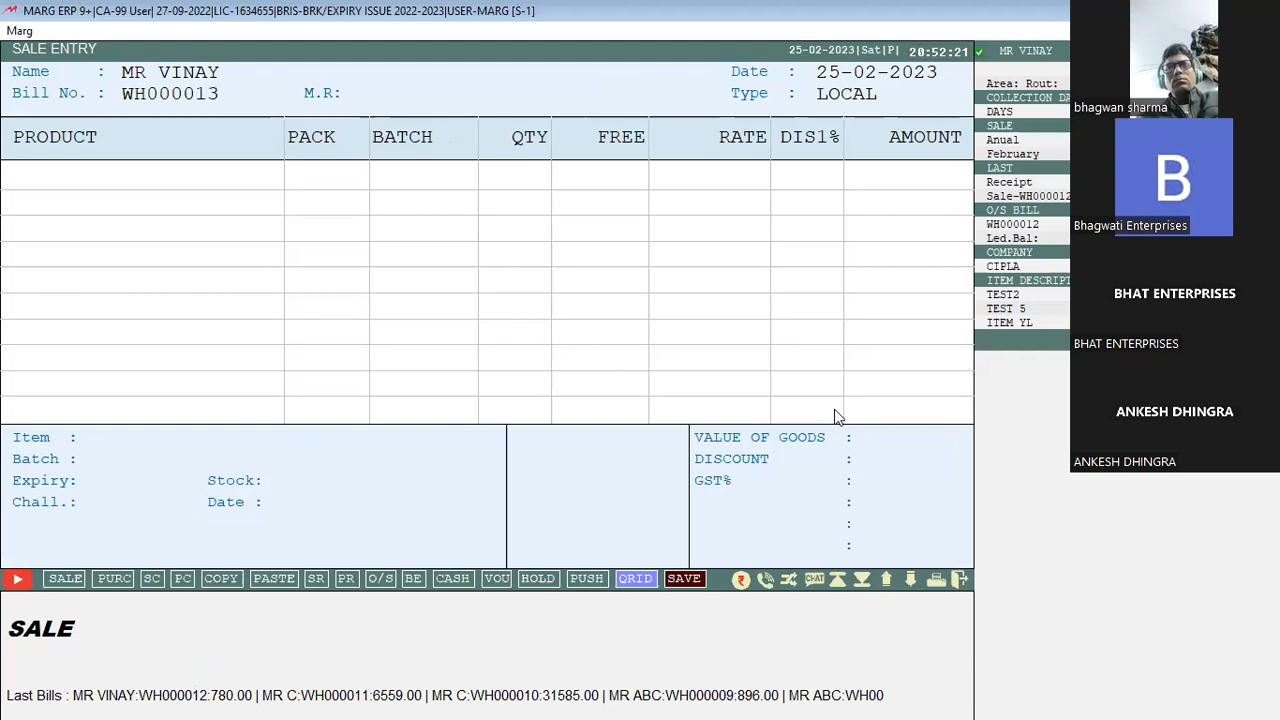 MARG ERP 9+|CA-99 User| 27-09-2022|LIC-1634655|BRIS-BRK/EXPIRY ISSUE 2022-2023|USER-MARG [S-1]
Marg
SALE ENTRY 25-02-2023|Sat|P| 20:52:21
Name : MR VINAY Date : 25-02-2023
Bill No. : WH000013 M.R: Type : LOCAL
PRODUCT PACK BATCH QTY FREE RATE DIS1% AMOUNT
Item :
Batch :
Expiry: Stock:
Chall.: Date :
VALUE OF GOODS :
DISCOUNT :
GST% :
:
:
SALE PURC SC PC COPY PASTE SR PR O/S BE CASH VOU HOLD PUSH QRID SAVE CHAT
SALE
Last Bills : MR VINAY:WH000012:780.00 | MR C:WH000011:6559.00 | MR C:WH000010:31585.00 | MR ABC:WH000009:896.00 | MR ABC:WH00
MR VINAY
Area: Rout:
COLLECTION DA
DAYS
SALE
Anual
February
LAST
Receipt
Sale-WH000012
O/S BILL
WH000012
Led.Bal:
COMPANY
CIPLA
ITEM DESCRIPT
TEST2
TEST 5
ITEM YL
bhagwan sharma
B
Bhagwati Enterprises
BHAT ENTERPRISES
BHAT ENTERPRISES
ANKESH DHINGRA
ANKESH DHINGRA